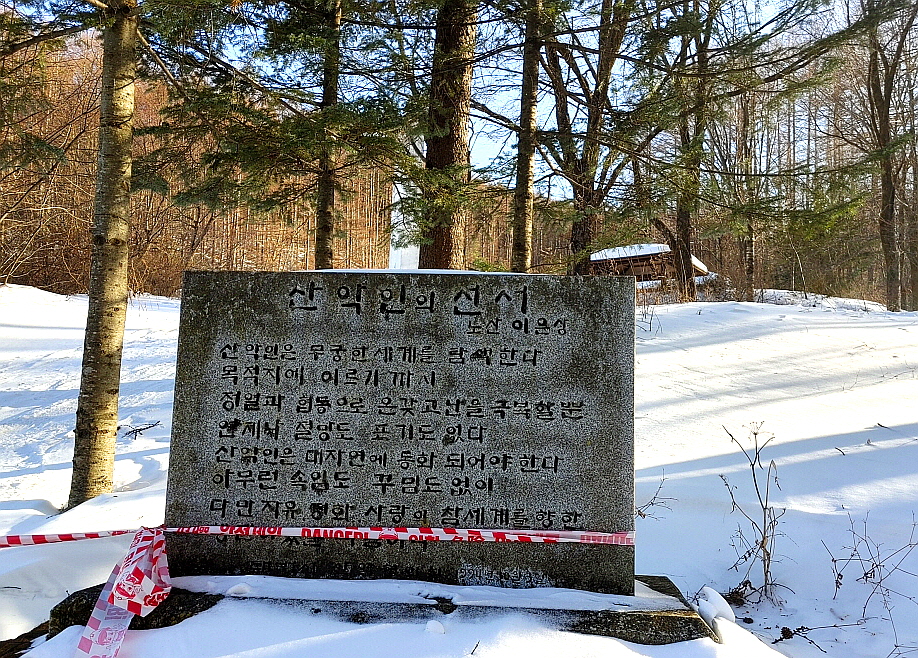 산악인의 선서
노산 이은상
산악인은 무궁한 세계를 탐색한다
목적지에 이르기까지
정열과 협동으로 온갖고난을 극복할뿐
언제나 절망도 포기도 없다
산악인은 대자연에 동화 되어야 한다
아무런 속임도 꾸밈도없이
다만자유 평화 사랑의 참세계를향한
안전제일 DANGER